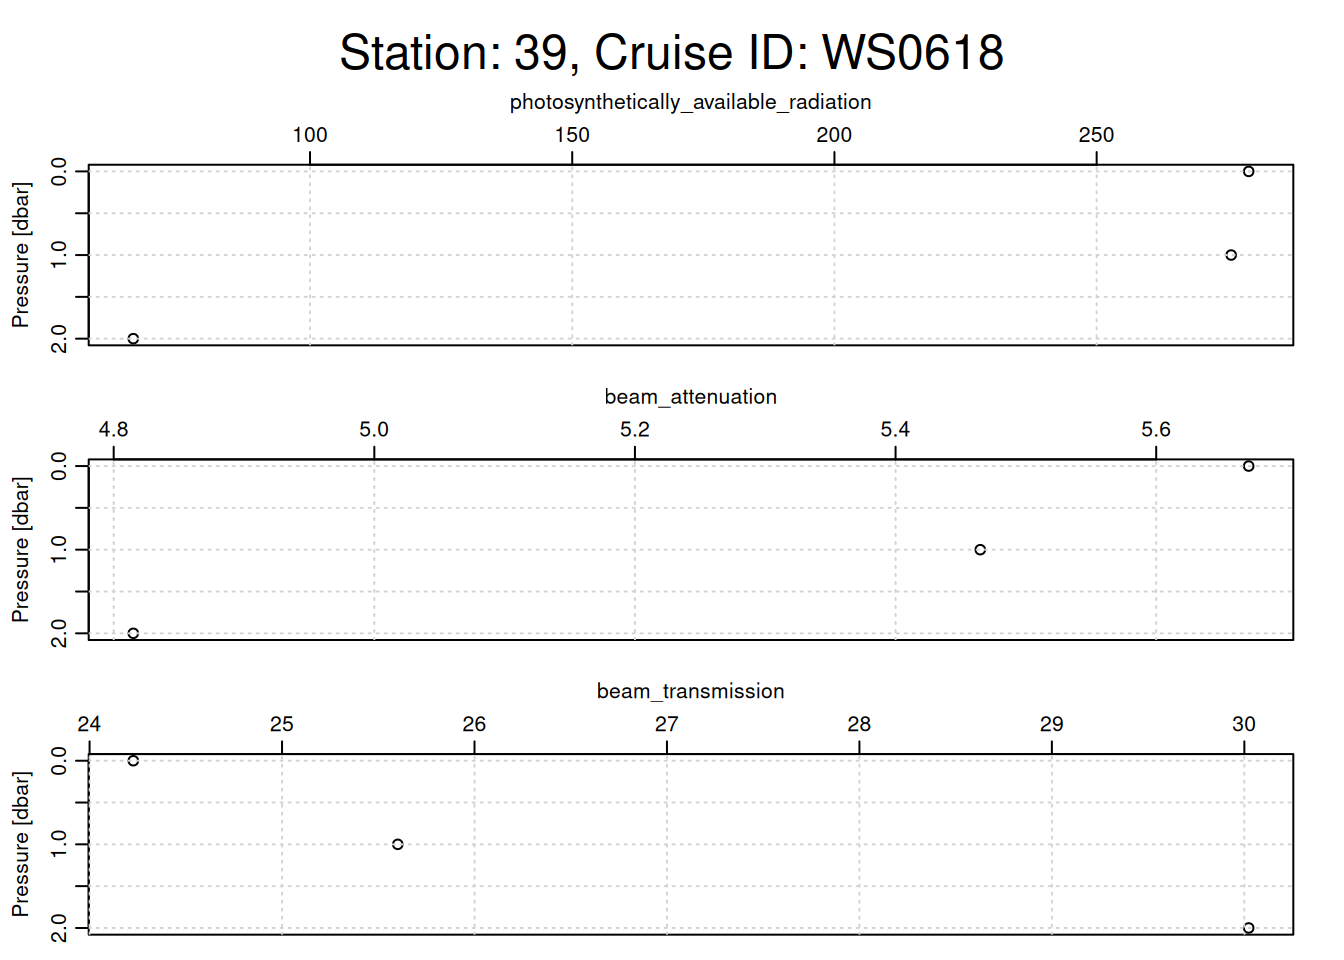 Station: 39, Cruise ID: WS0618
photosynthetically_available_radiation
100 150 200 250
Pressure [dbar]
0.0
1.0
2.0
beam_attenuation
4.8 5.0 5.2 5.4 5.6
Pressure [dbar]
0.0
1.0
2.0
beam_transmission
24 25 26 27 28 29 30
Pressure [dbar]
0.0
1.0
2.0